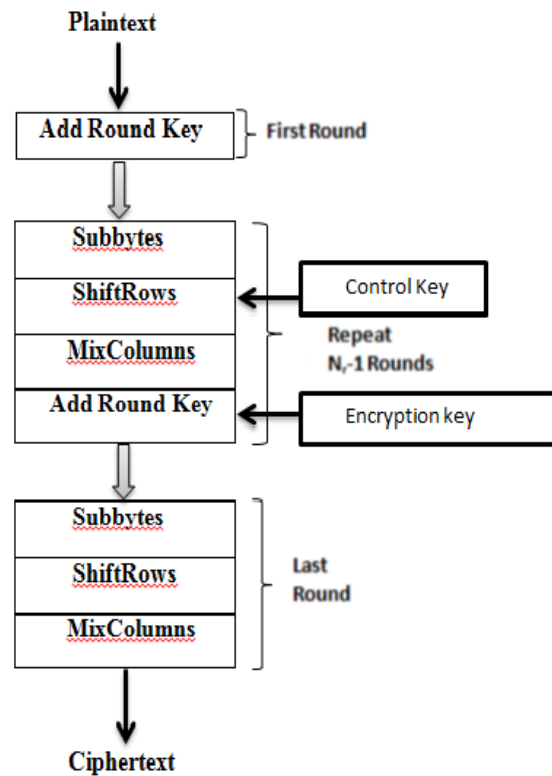 Plaintext
Add Round Key
First Round
Subbytes
ShiftRows
Control Key
MixColumns
Repeat
N,-1 Rounds
Add Round Key
Encryption key
Subbytes
ShiftRows
Last
Round
MixColumns
Ciphertext